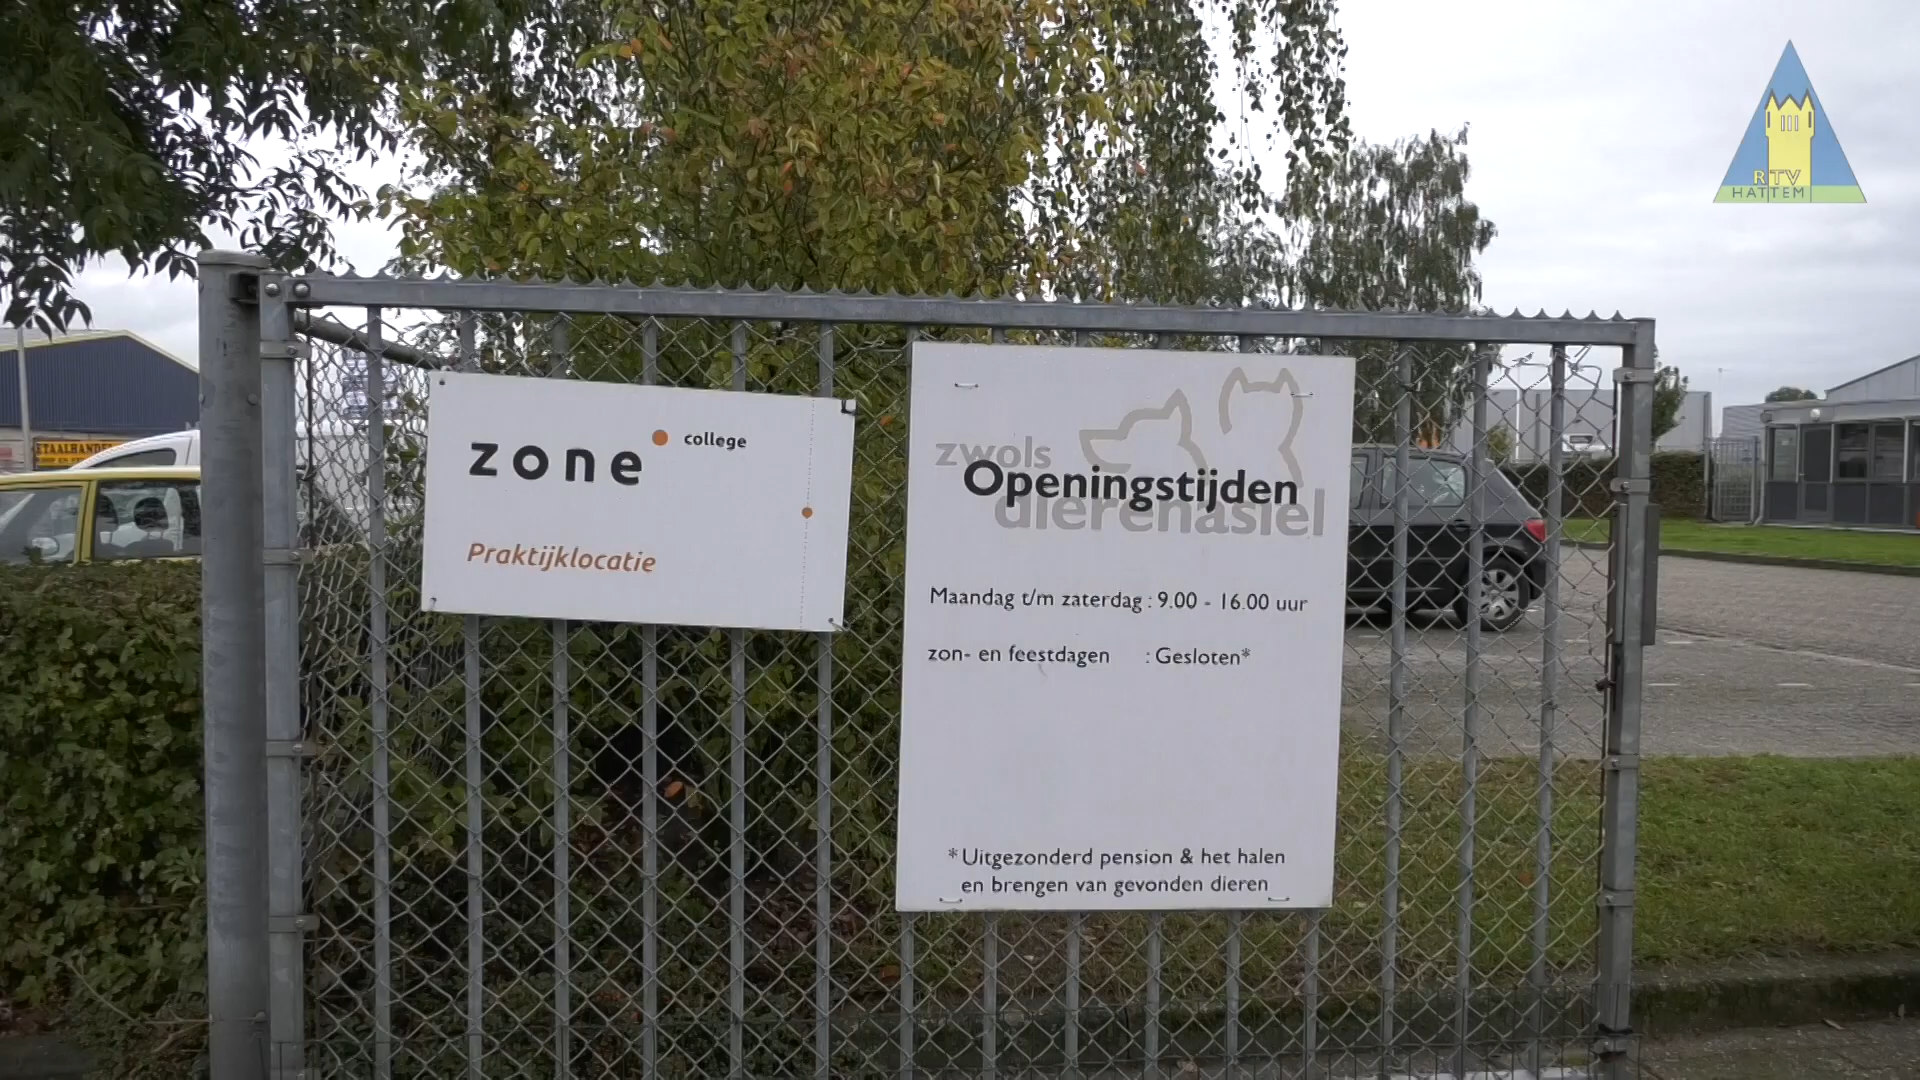 RTV
HATTEM
zone college
Praktijklocatie
zwols
Openingstijden
dierenasiel
Maandag t/m zaterdag : 9.00 - 16.00 uur
zon- en feestdagen : Gesloten*
* Uitgezonderd pension & het halen
en brengen van gevonden dieren